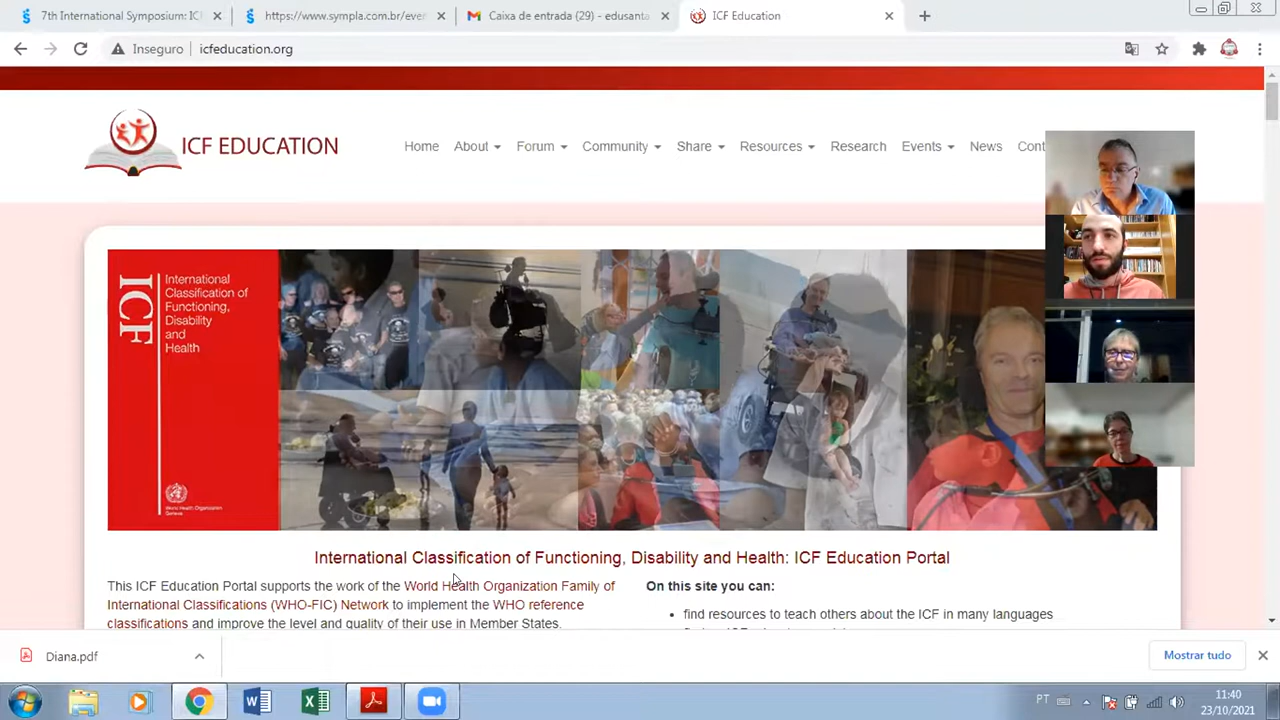 7th International Symposium: ICF
https://www.sympla.com.br/eve
Caixa de entrada (29) - edusanta
ICF Education
Inseguro
icfeducation.org
ICF EDUCATION
Home
About
Forum
Community
Share
Resources
Research
Events
News
Cont
ICF
International
Classification of
Functioning,
Disability
and
Health
World Health Organization
Geneva
International Classification of Functioning, Disability and Health: ICF Education Portal
This ICF Education Portal supports the work of the World Health Organization Family of
International Classifications (WHO-FIC) Network to implement the WHO reference
classifications and improve the level and quality of their use in Member States.
On this site you can:
find resources to teach others about the ICF in many languages
Diana.pdf
Mostrar tudo
PT
11:40
23/10/2021